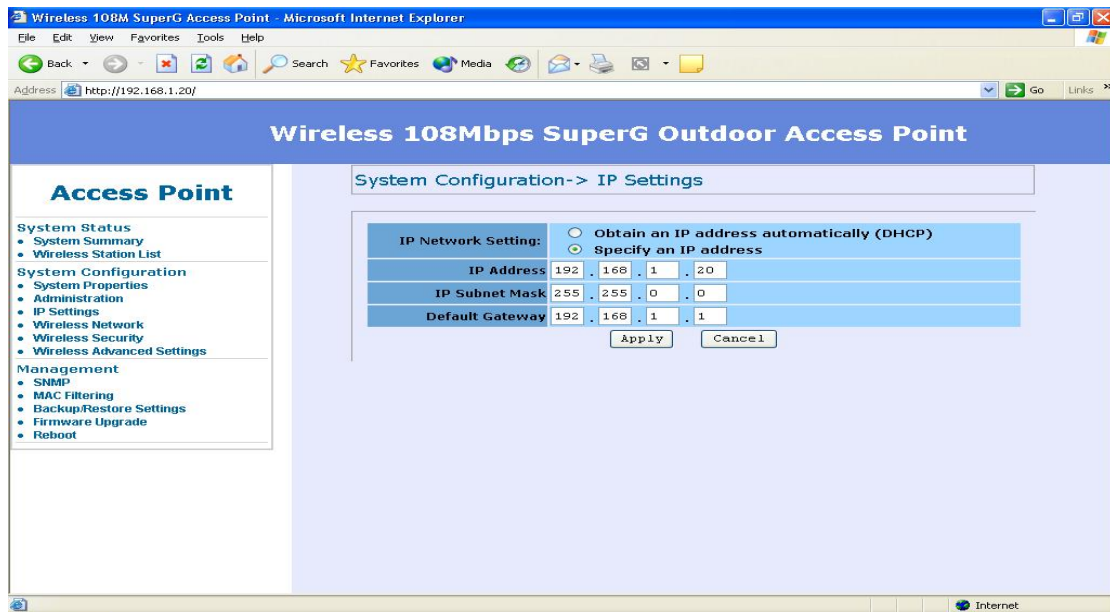 Wireless 108M SuperG Access Point - Microsoft Internet Explorer
File Edit View Favorites Tools Help
Back Search Favorites Media
Address http://192.168.1.20/ Go Links »
Wireless 108Mbps SuperG Outdoor Access Point
Access Point
System Status
System Summary
Wireless Station List
System Configuration
System Properties
Administration
IP Settings
Wireless Network
Wireless Security
Wireless Advanced Settings
Management
SNMP
MAC Filtering
Backup/Restore Settings
Firmware Upgrade
Reboot
System Configuration-> IP Settings
IP Network Setting: Obtain an IP address automatically (DHCP)
Specify an IP address
IP Address 192 . 168 . 1 . 20
IP Subnet Mask 255 . 255 . 0 . 0
Default Gateway 192 . 168 . 1 . 1
Apply Cancel
Internet